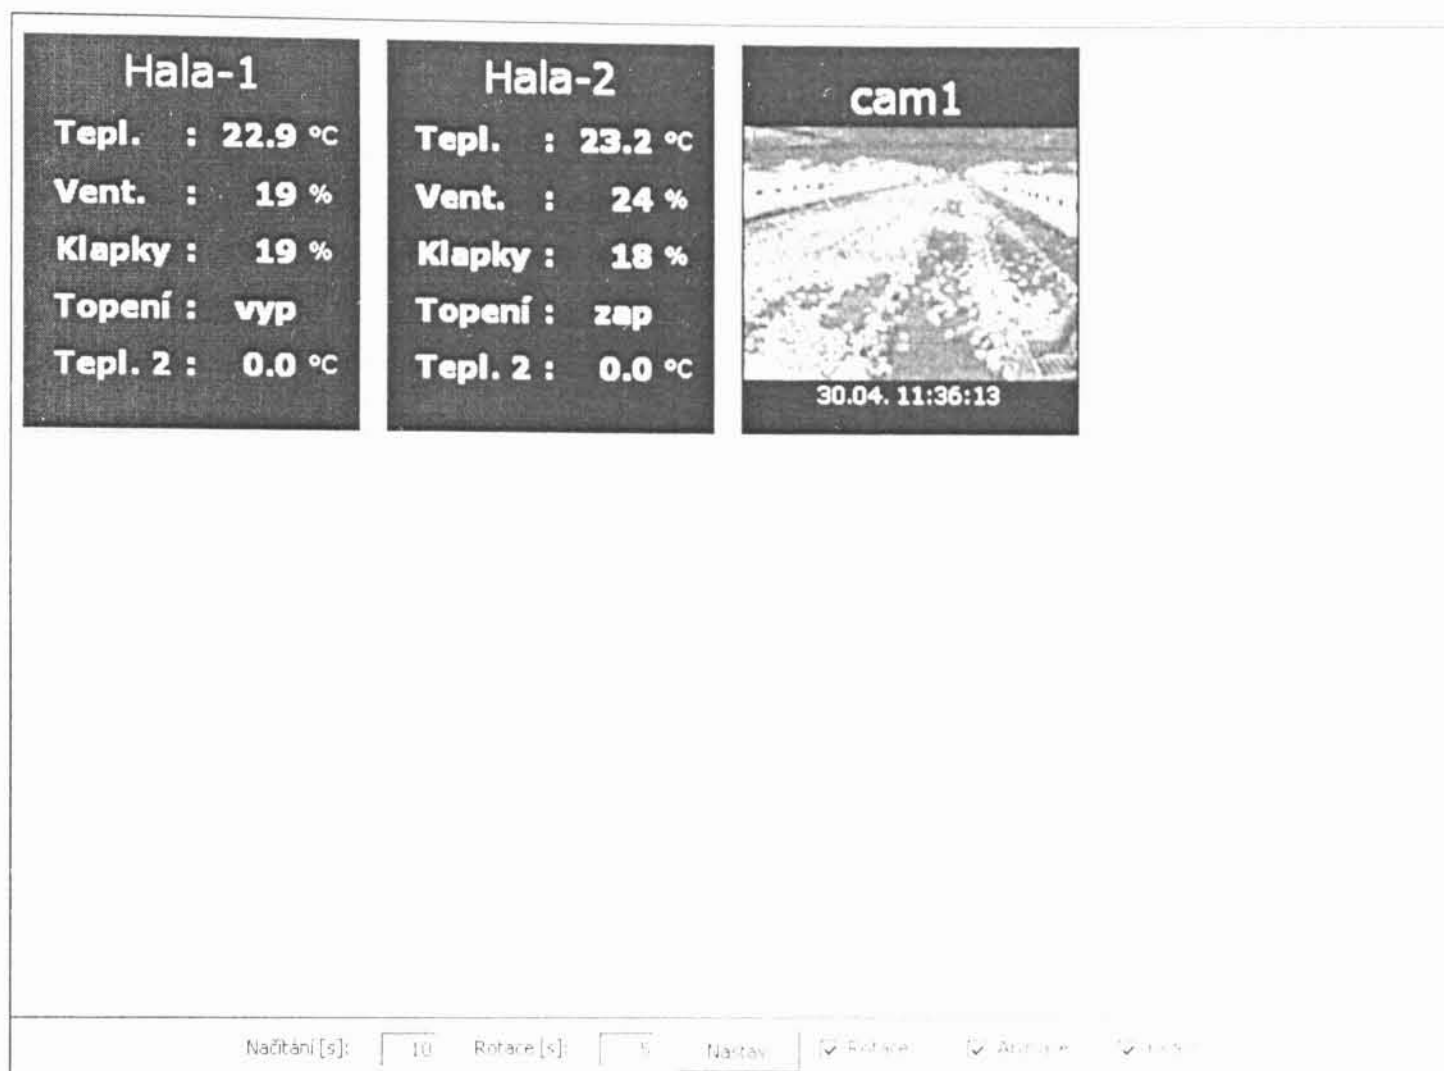 Hala-1
Tepl. : 22.9 °C
Vent. : 19 %
Klapky : 19 %
Topení : vyp
Tepl. 2 : 0.0 °C
Hala-2
Tepl. : 23.2 °C
Vent. : 24 %
Klapky : 18 %
Topení : zap
Tepl. 2 : 0.0 °C
cam1
30.04. 11:36:13
Načítání [s]: 10 Rotace [s]: 5 Nastav Rotace